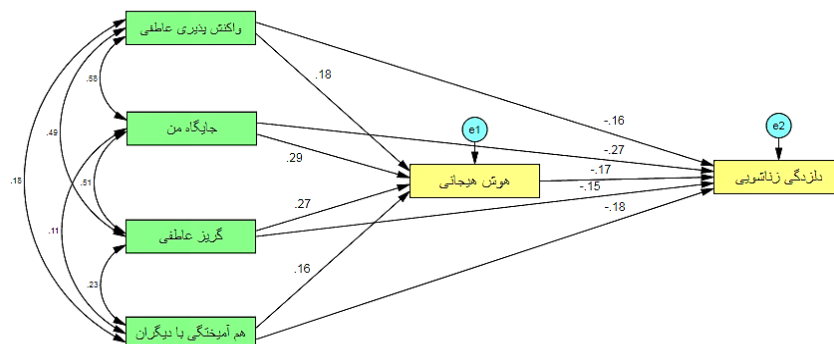 واکنش پذیری عاطفی
.18
-.16
.58
e1
e2
.49
جایگاه من
-.27
.29
هوش هیجانی
-.17
دلزدگی زناشویی
.18
.51
-.15
.27
-.18
گریز عاطفی
.11
.16
.23
هم آمیختگی با دیگران